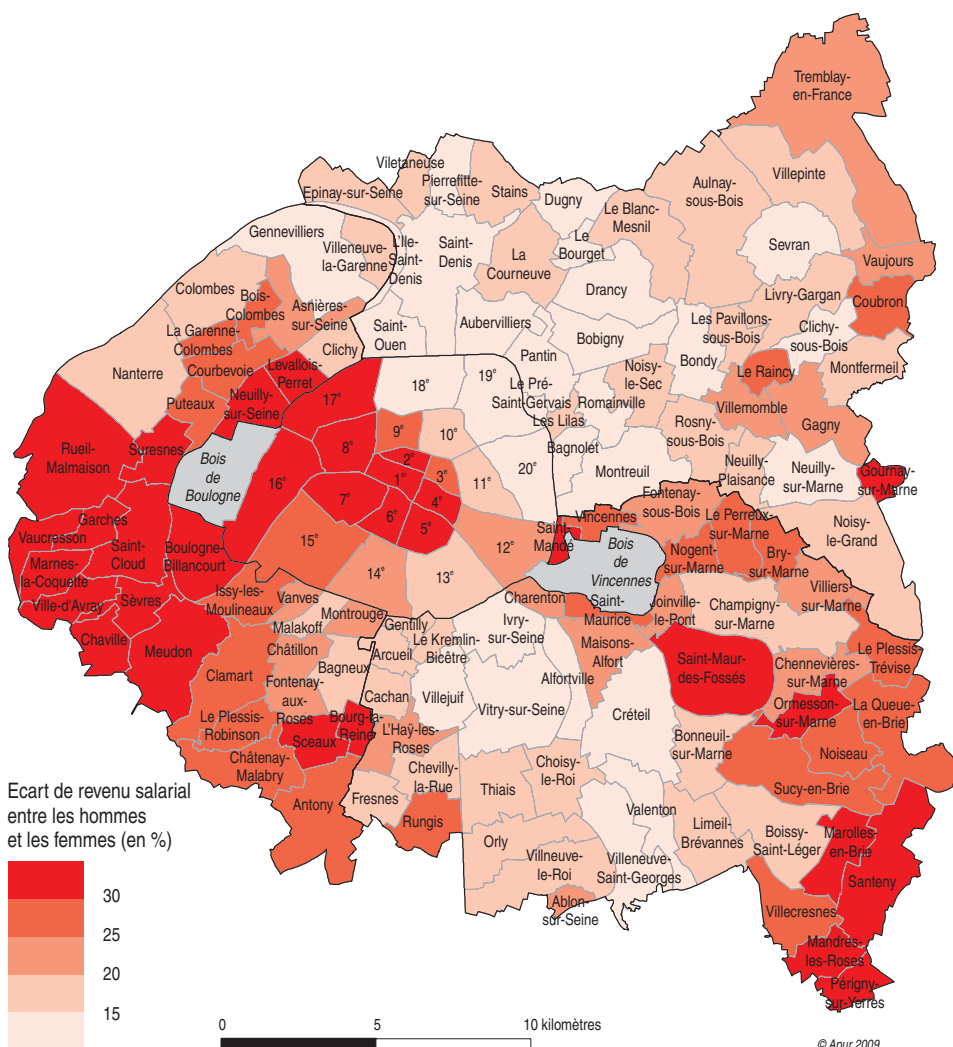 Tremblay-
en-France
Viletaneuse
Pierrefitte-
sur-Seine
Epinay-sur-Seine
Stains
Dugny
Aulnay-
sous-Bois
Villepinte
Le Blanc-
Mesnil
Gennevilliers
Villeneuve-
la-Garenne
L'Ile-
Saint-
Denis
Saint-
Denis
La
Courneuve
Le
Bourget
Sevran
Vaujours
Colombes
Bois-
Colombes
Asnières-
sur-Seine
Drancy
Livry-Gargan
Coubron
La Garenne-
Colombes
Saint-
Ouen
Aubervilliers
Bobigny
Les Pavillons-
sous-Bois
Clichy-
sous-Bois
Nanterre
Courbevoie
Clichy
Levallois-
Perret
Pantin
Bondy
Montfermeil
Puteaux
Neuilly-
sur-Seine
17e
18e
19e
Le Pré-
Saint-Gervais
Noisy-
le-Sec
Romainville
Les Lilas
Le Raincy
Villemomble
Gagny
Rueil-
Malmaison
Suresnes
Bois
de
Boulogne
8e
9e
10e
2e
1er
3e
Bagnolet
Rosny-
sous-Bois
Montreuil
Neuilly-
Plaisance
Neuilly-
sur-Marne
Gournay-
sur-Marne
16e
7e
4e
11e
20e
6e
5e
Garches
Vaucresson
Saint-
Cloud
Boulogne-
Billancourt
Marnes-
la-Coquette
15e
12e
Saint-
Mandé
Vincennes
Fontenay-
sous-Bois
Le Perreux-
sur-Marne
Noisy-
le-Grand
Bois
de
Vincennes
Nogent-
sur-Marne
Bry-
sur-Marne
Ville-d'Avray
Sèvres
Issy-les-
Moulineaux
Vanves
14e
13e
Charenton
Saint-
Maurice
Joinville-
le-Pont
Champigny-
sur-Marne
Villiers-
sur-Marne
Chaville
Meudon
Malakoff
Montrouge
Gentilly
Le Kremlin-
Bicêtre
Ivry-
sur-Seine
Maisons-
Alfort
Clamart
Châtillon
Bagneux
Arcueil
Fontenay-
aux-
Roses
Cachan
Villejuif
Vitry-sur-Seine
Alfortville
Créteil
Saint-Maur-
des-Fossés
Chennevières-
sur-Marne
Le Plessis-
Trévise
Le Plessis-
Robinson
Sceaux
Bourg-la-
Reine
L'Haÿ-les-
Roses
Bonneuil-
sur-Marne
Ormesson-
sur-Marne
La Queue-
en-Brie
Noiseau
Châtenay-
Malabry
Chevilly-
la-Rue
Choisy-
le-Roi
Sucy-en-Brie
Antony
Fresnes
Rungis
Thiais
Valenton
Limeil-
Brévannes
Boissy-
Saint-Léger
Marolles-
en-Brie
Orly
Villneuve-
le-Roi
Villeneuve-
Saint-Georges
Santeny
Ablon-
sur-Seine
Villecresnes
Mandres-
les-Roses
Périgny-
sur-Yerres
Ecart de revenu salarial
entre les hommes
et les femmes (en %)
30
25
20
15
0 5 10 kilomètres
© Apur 2009